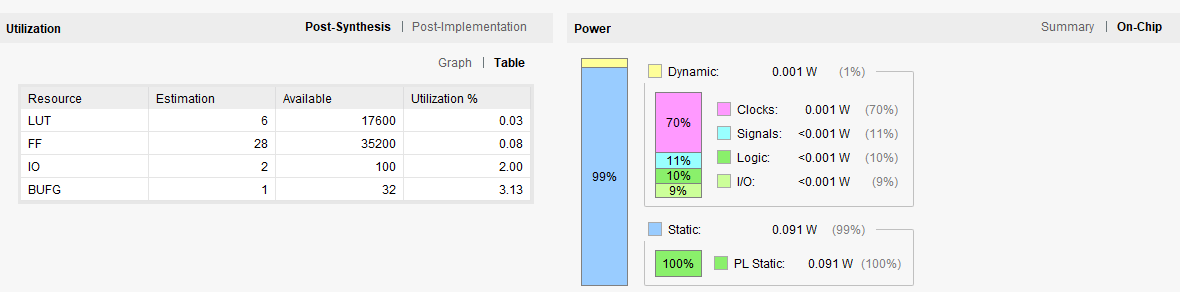 Utilization Post-Synthesis | Post-Implementation
Graph | Table
Resource Estimation Available Utilization %
LUT 6 17600 0.03
FF 28 35200 0.08
IO 2 100 2.00
BUFG 1 32 3.13
Power Summary | On-Chip
99%
Dynamic: 0.001 W (1%)
70% Clocks: 0.001 W (70%)
11% Signals: <0.001 W (11%)
10% Logic: <0.001 W (10%)
9% I/O: <0.001 W (9%)
Static: 0.091 W (99%)
100% PL Static: 0.091 W (100%)